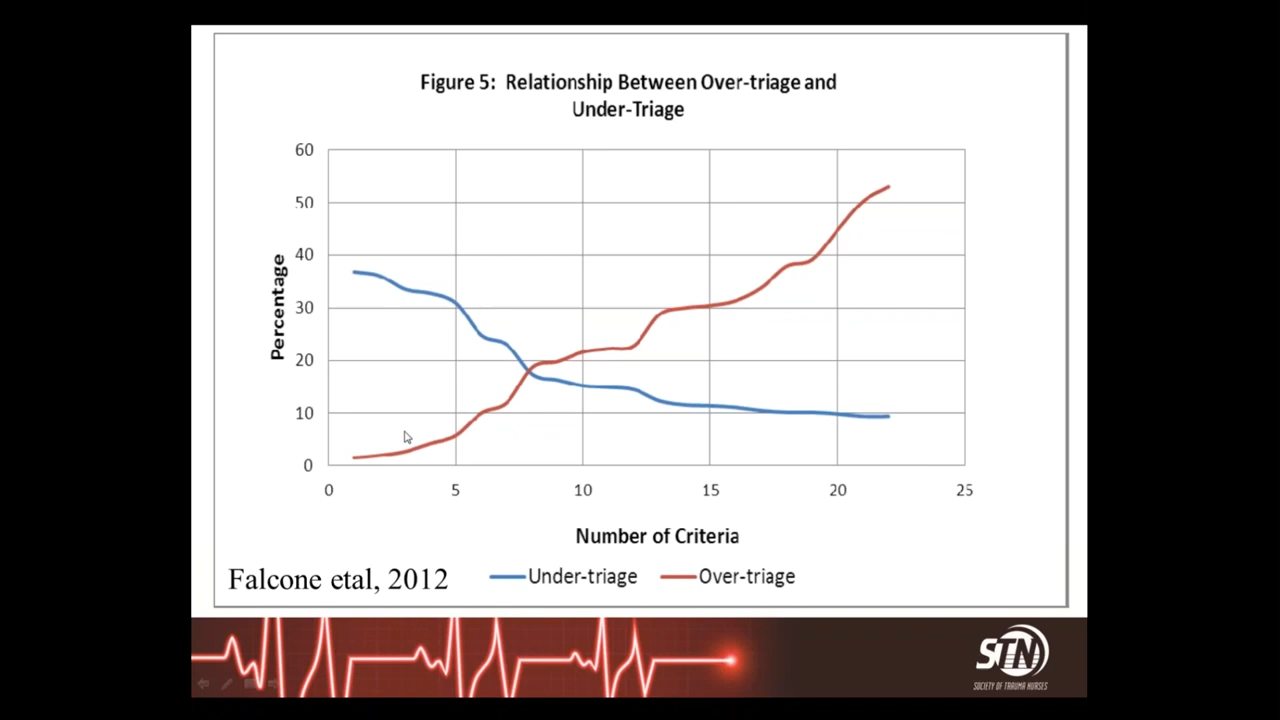 Figure 5: Relationship Between Over-triage and
Under-Triage
Percentage
60
50
40
30
20
10
0
0 5 10 15 20 25
Number of Criteria
Under-triage Over-triage
Falcone etal, 2012
STN
SOCIETY OF TRAUMA NURSES